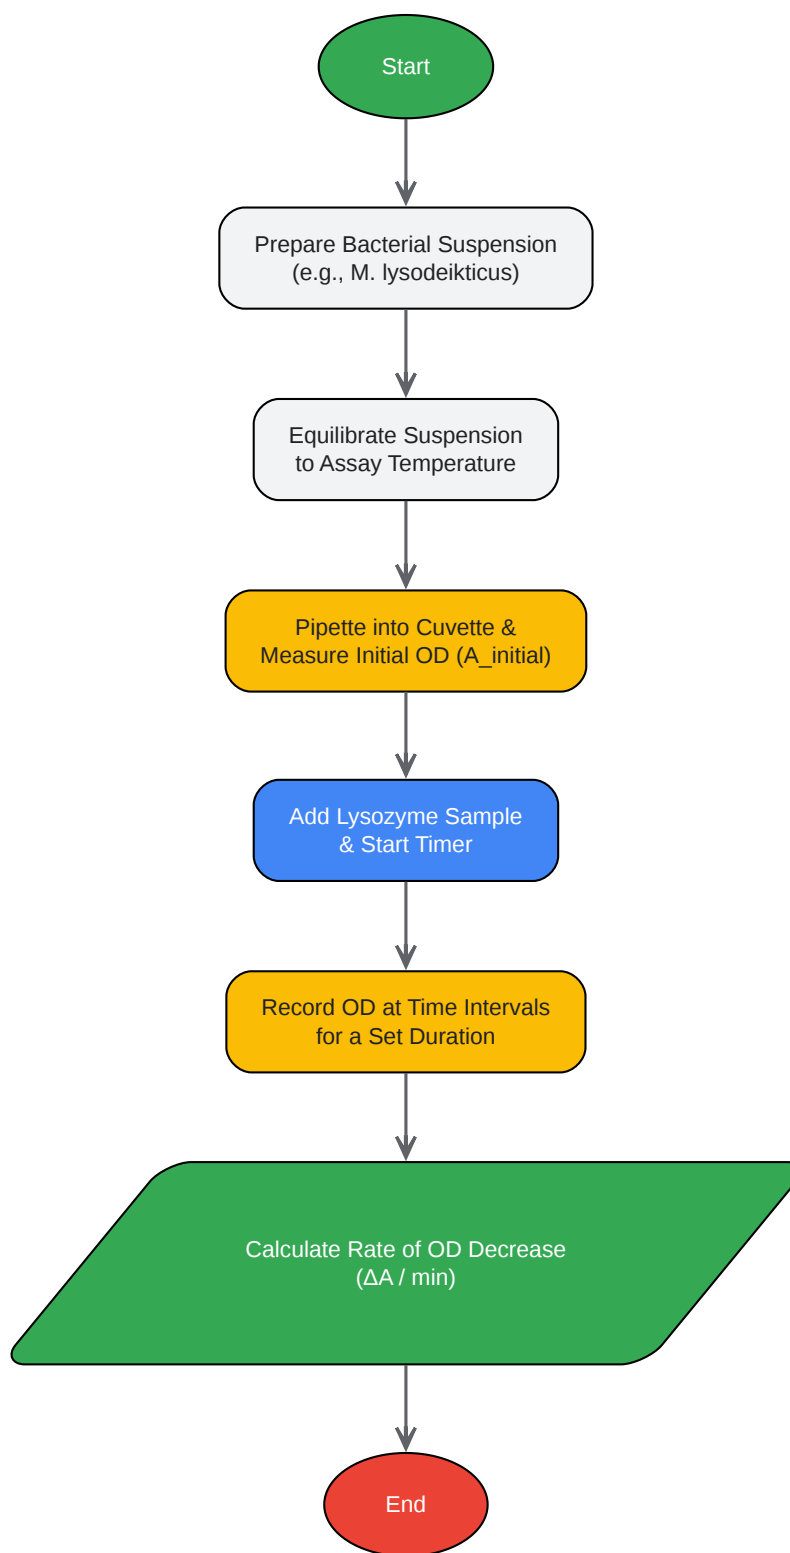 Start
Prepare Bacterial Suspension
(e.g., M. lysodeikticus)
Equilibrate Suspension
to Assay Temperature
Pipette into Cuvette &
Measure Initial OD (A_initial)
Add Lysozyme Sample
& Start Timer
Record OD at Time Intervals
for a Set Duration
Calculate Rate of OD Decrease
(ΔA / min)
End